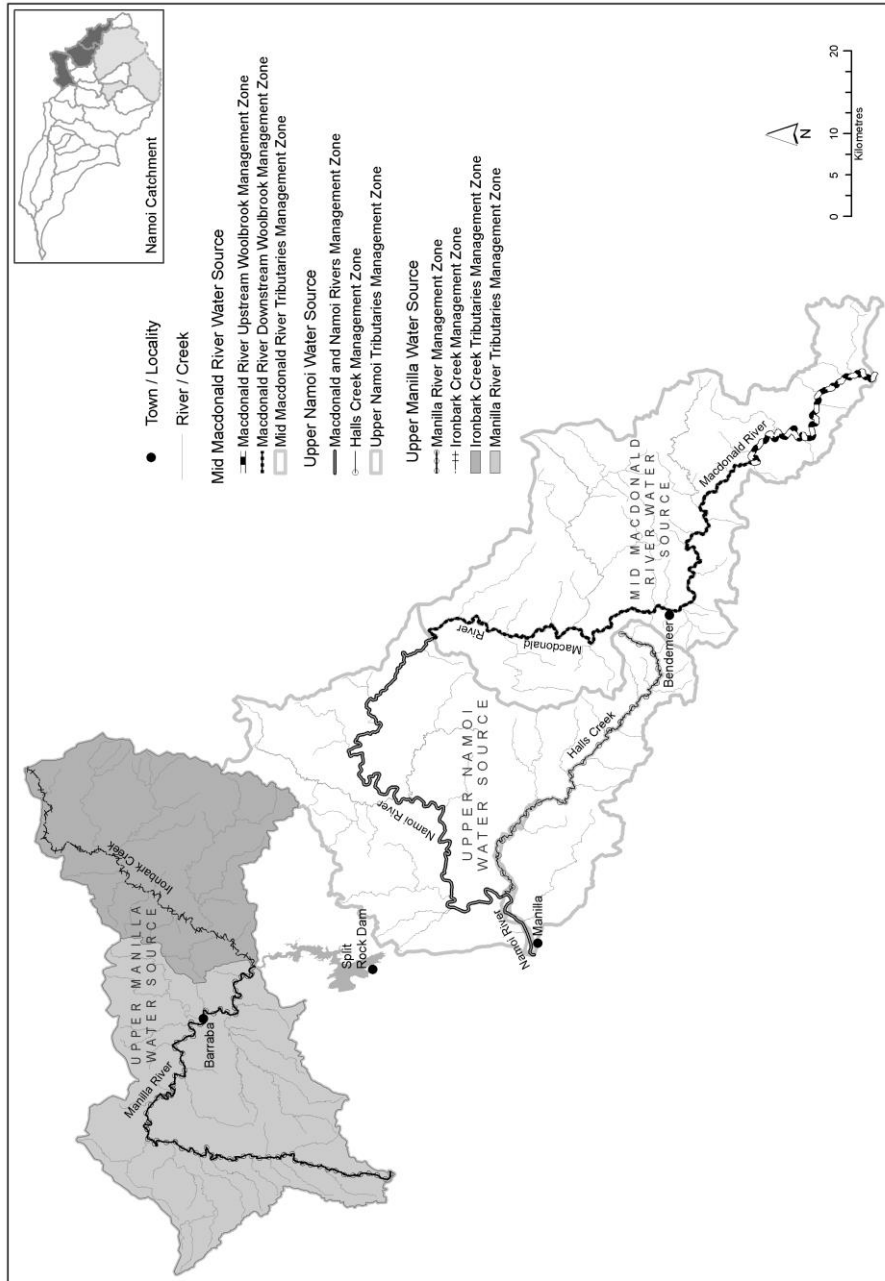 Namoi Catchment
Town / Locality
River / Creek
Mid Macdonald River Water Source
Macdonald River Upstream Woolbrook Management Zone
Macdonald River Downstream Woolbrook Management Zone
Mid Macdonald River Tributaries Management Zone
Upper Namoi Water Source
Macdonald and Namoi Rivers Management Zone
Halls Creek Management Zone
Upper Namoi Tributaries Management Zone
Upper Manilla Water Source
Manilla River Management Zone
Ironbark Creek Management Zone
Ironbark Creek Tributaries Management Zone
Manilla River Tributaries Management Zone
N
0 5 10 20
Kilometres
UPPER MANILLA
WATER SOURCE
Ironbark Creek
Manilla River
Barraba
Split
Rock Dam
Namoi River
UPPER NAMOI
WATER SOURCE
Namoi River
Manilla
Halls Creek
River
Macdonald
Bendemeer
MID MACDONALD
RIVER WATER
SOURCE
Macdonald River